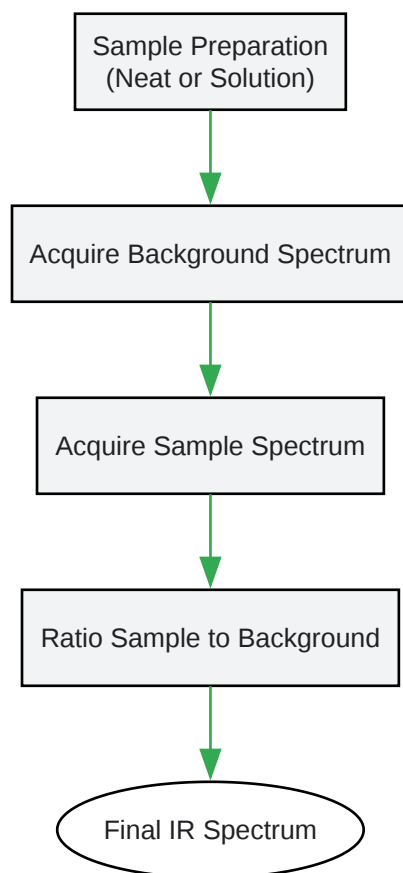 Sample Preparation
(Neat or Solution)
Acquire Background Spectrum
Acquire Sample Spectrum
Ratio Sample to Background
Final IR Spectrum